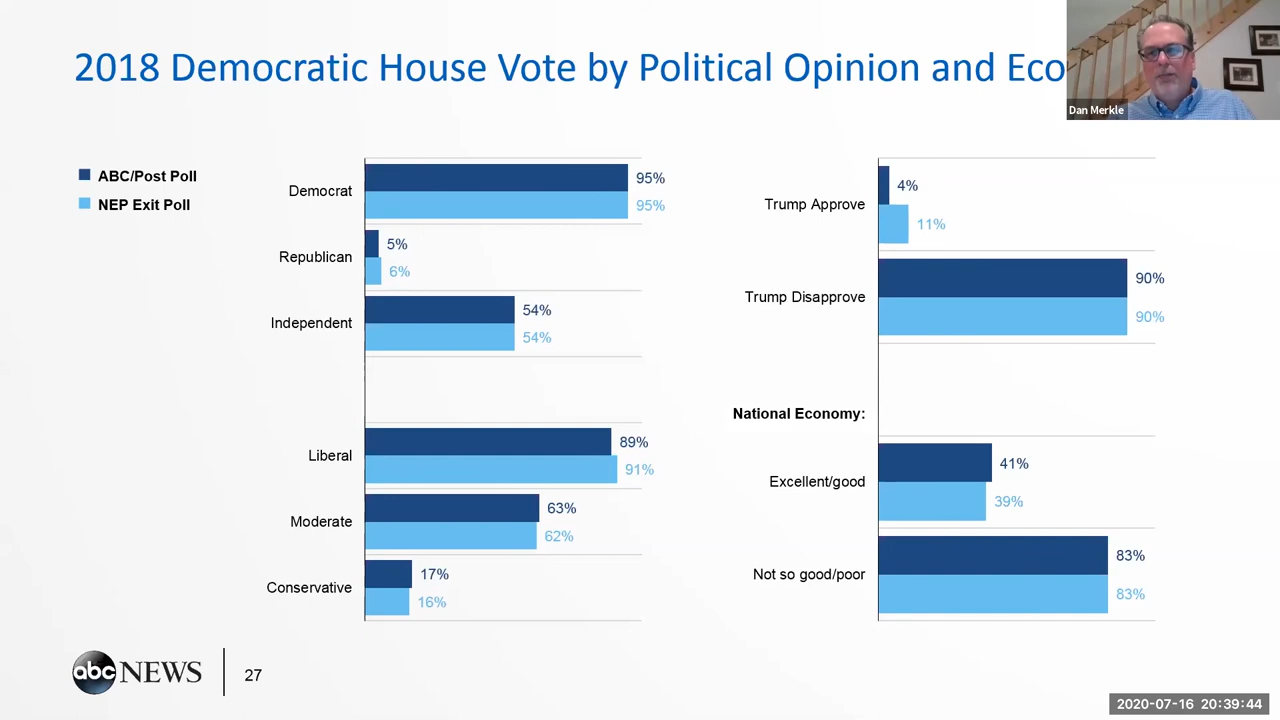 2018 Democratic House Vote by Political Opinion and Eco
Dan Merkle
ABC/Post Poll
NEP Exit Poll
Democrat
95%
95%
Republican
5%
6%
Independent
54%
54%
Liberal
89%
91%
Moderate
63%
62%
Conservative
17%
16%
Trump Approve
4%
11%
Trump Disapprove
90%
90%
National Economy:
Excellent/good
41%
39%
Not so good/poor
83%
83%
abc NEWS
27
2020-07-16 20:39:44